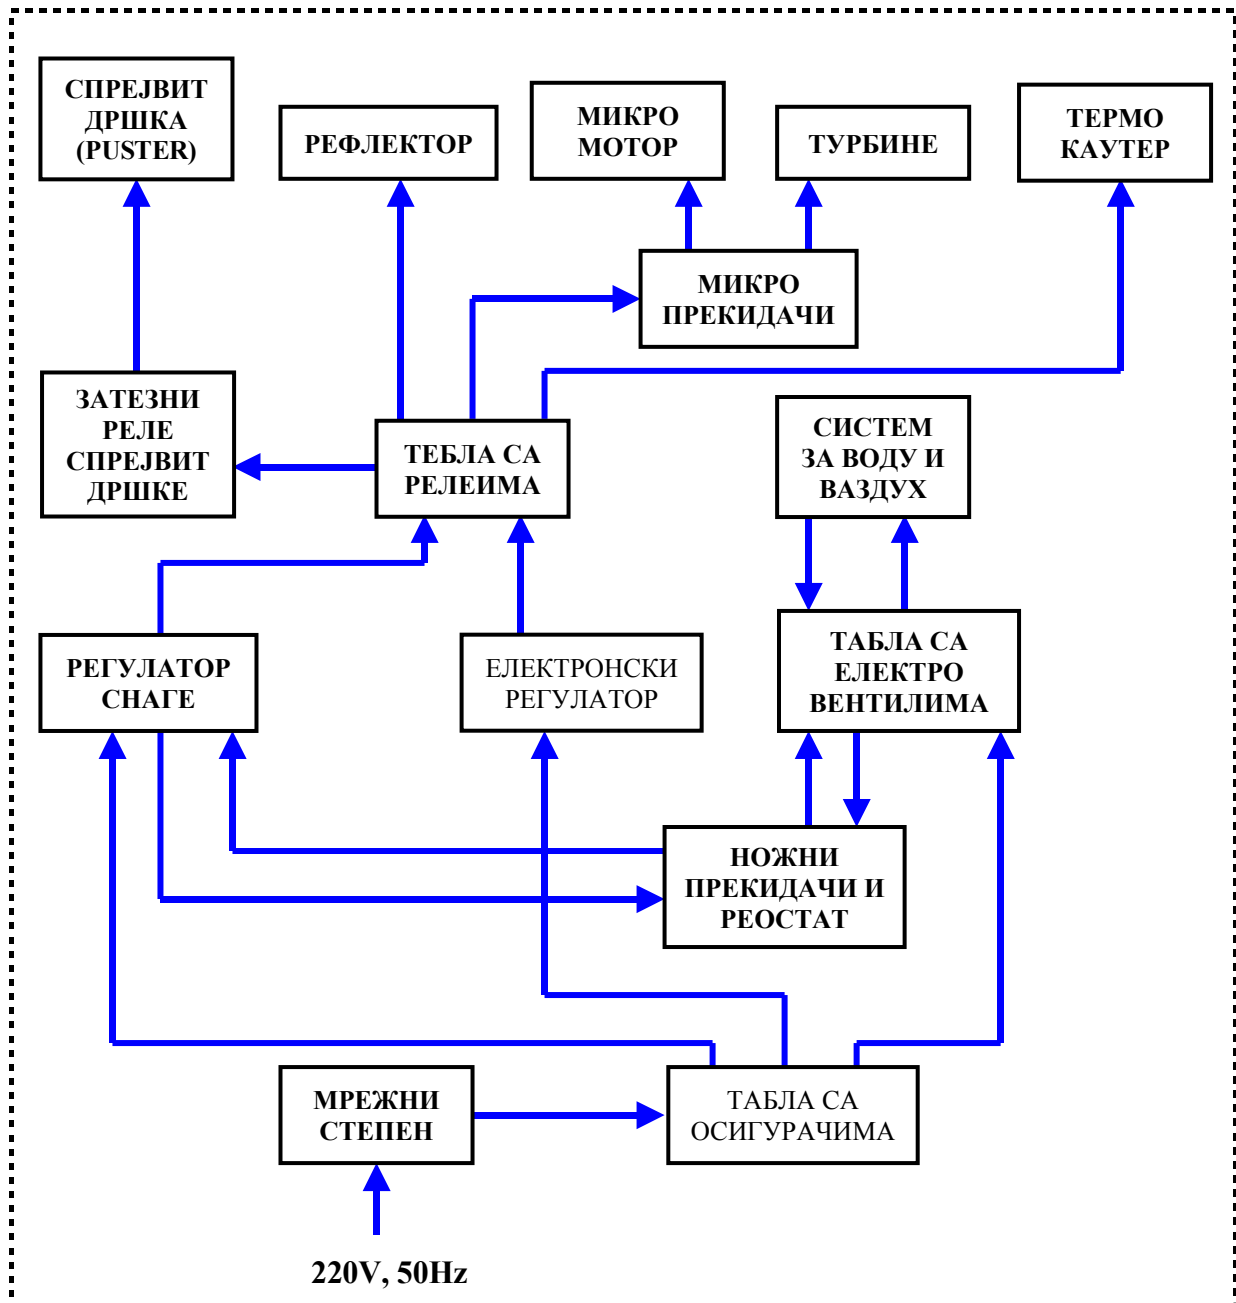 СПРЕЈВИТ
ДРШКА
(PUSTER)
РЕФЛЕКТОР
МИКРО
МОТОР
ТУРБИНЕ
ТЕРМО
КАУТЕР
МИКРО
ПРЕКИДАЧИ
ЗАТЕЗНИ
РЕЛЕ
СПРЕЈВИТ
ДРШКЕ
ТЕБЛА СА
РЕЛЕИМА
СИСТЕМ
ЗА ВОДУ И
ВАЗДУХ
РЕГУЛАТОР
СНАГЕ
ЕЛЕКТРОНСКИ
РЕГУЛАТОР
ТАБЛА СА
ЕЛЕКТРО
ВЕНТИЛИМА
НОЖНИ
ПРЕКИДАЧИ И
РЕОСТАТ
МРЕЖНИ
СТЕПЕН
ТАБЛА СА
ОСИГУРАЧИМА
220V, 50Hz